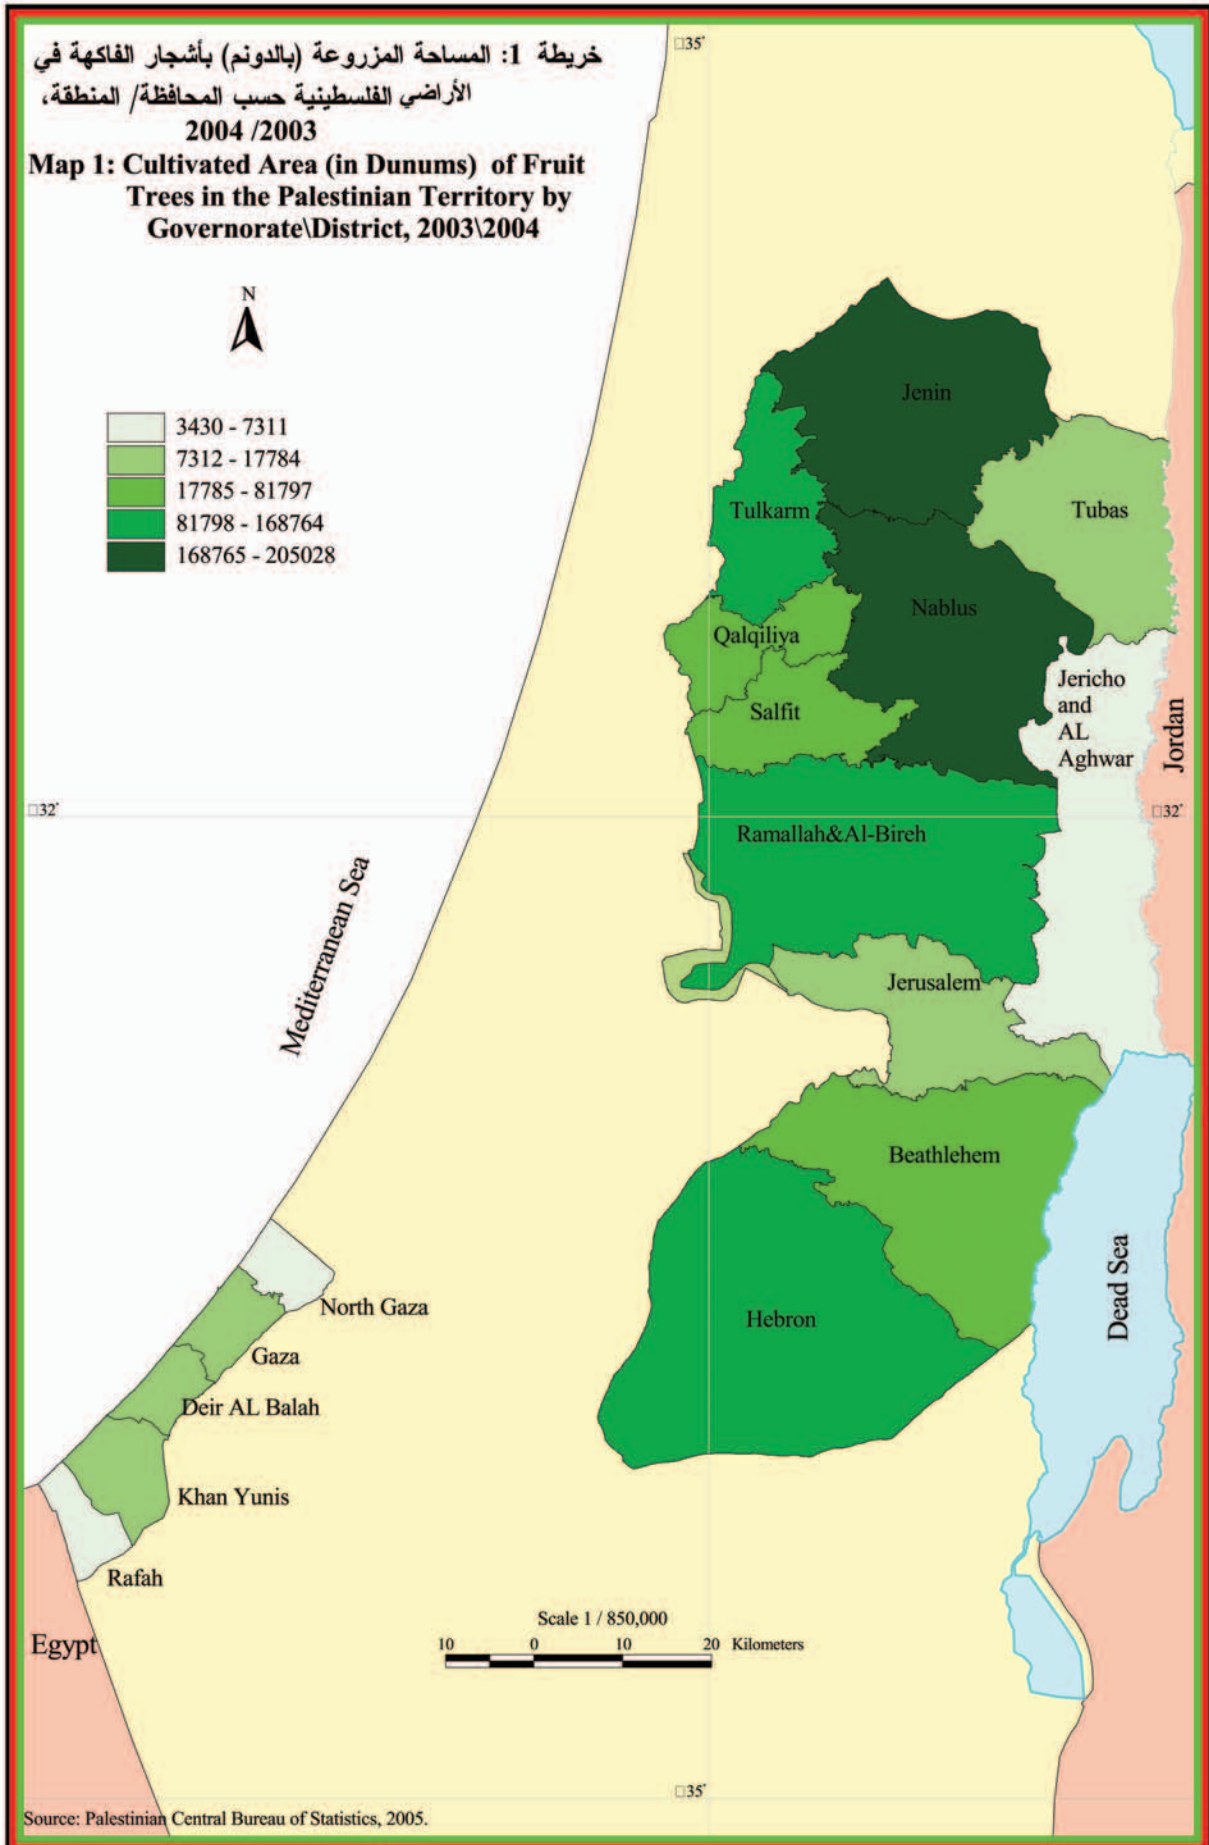 خريطة 1: المساحة المزروعة (بالدونم) بأشجار الفاكهة في
الأراضي الفلسطينية حسب المحافظة/ المنطقة،
2004 /2003
Map 1: Cultivated Area (in Dunums) of Fruit
Trees in the Palestinian Territory by
Governorate\District, 2003\2004
N
3430 - 7311
7312 - 17784
17785 - 81797
81798 - 168764
168765 - 205028
35°
Jenin
Tulkarm
Tubas
Nablus
Qalqiliya
Salfit
Jericho
and
AL
Aghwar
Jordan
32°
32°
Ramallah&Al-Bireh
Mediterranean Sea
Jerusalem
Beathlehem
Dead Sea
Hebron
North Gaza
Gaza
Deir AL Balah
Khan Yunis
Rafah
Egypt
Scale 1 / 850,000
10 0 10 20 Kilometers
35°
Source: Palestinian Central Bureau of Statistics, 2005.